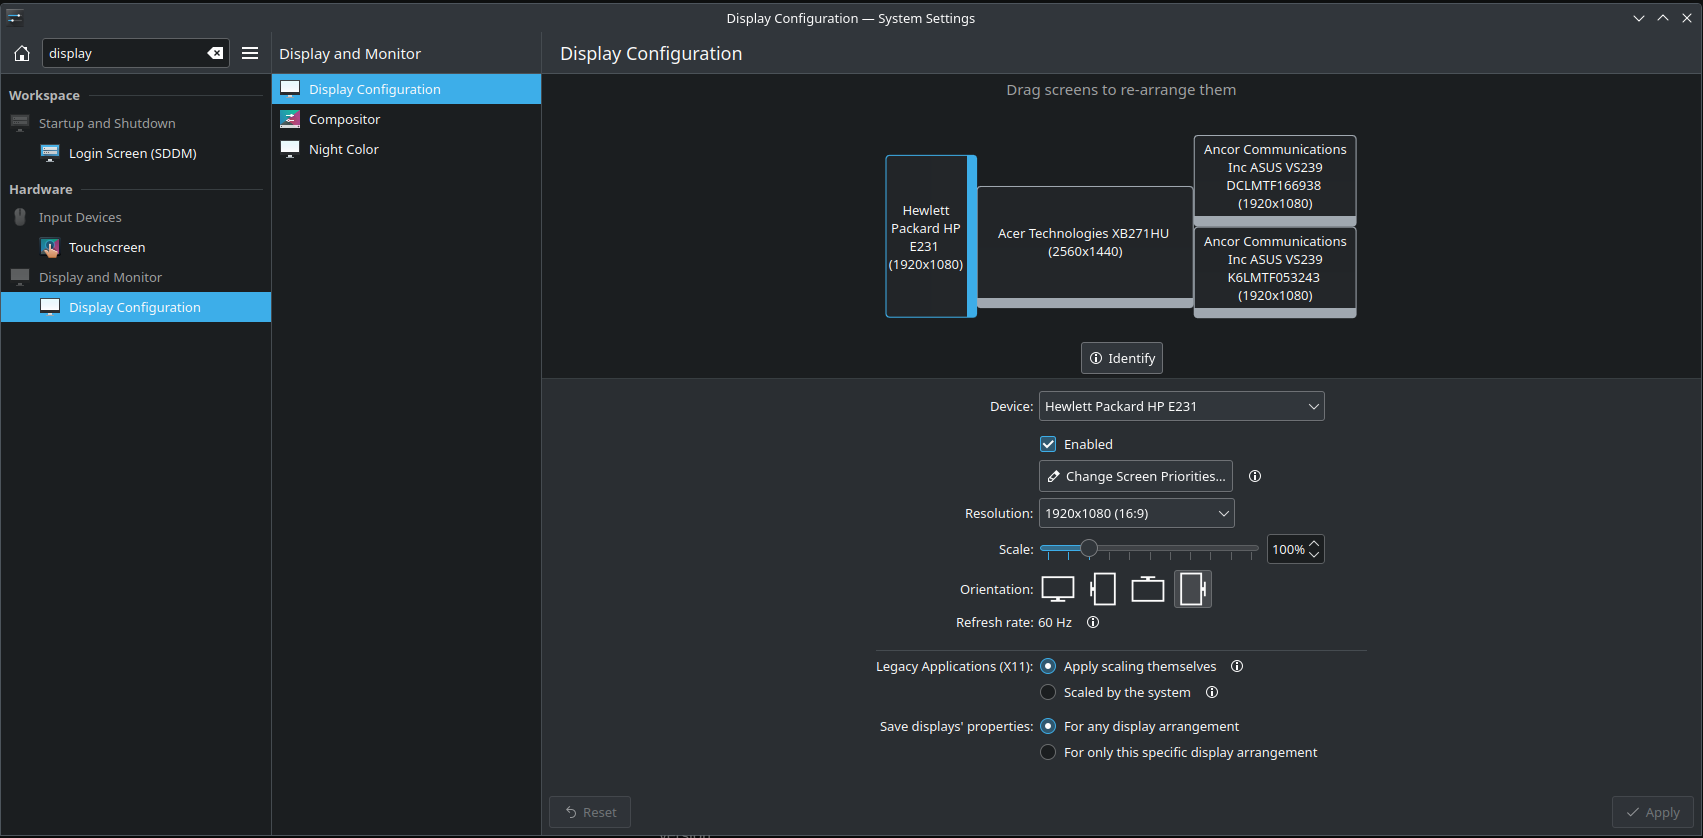 Display Configuration — System Settings
display
Display and Monitor
Display Configuration
Workspace
Startup and Shutdown
Login Screen (SDDM)
Hardware
Input Devices
Touchscreen
Display and Monitor
Display Configuration
Display Configuration
Compositor
Night Color
Drag screens to re-arrange them
Hewlett
Packard HP
E231
(1920x1080)
Acer Technologies XB271HU
(2560x1440)
Ancor Communications
Inc ASUS VS239
DCLMTF166938
(1920x1080)
Ancor Communications
Inc ASUS VS239
K6LMTF053243
(1920x1080)
Identify
Device: Hewlett Packard HP E231
Enabled
Change Screen Priorities...
Resolution: 1920x1080 (16:9)
Scale: 100%
Orientation:
Refresh rate: 60 Hz
Legacy Applications (X11): Apply scaling themselves
Scaled by the system
Save displays' properties: For any display arrangement
For only this specific display arrangement
Reset
Apply